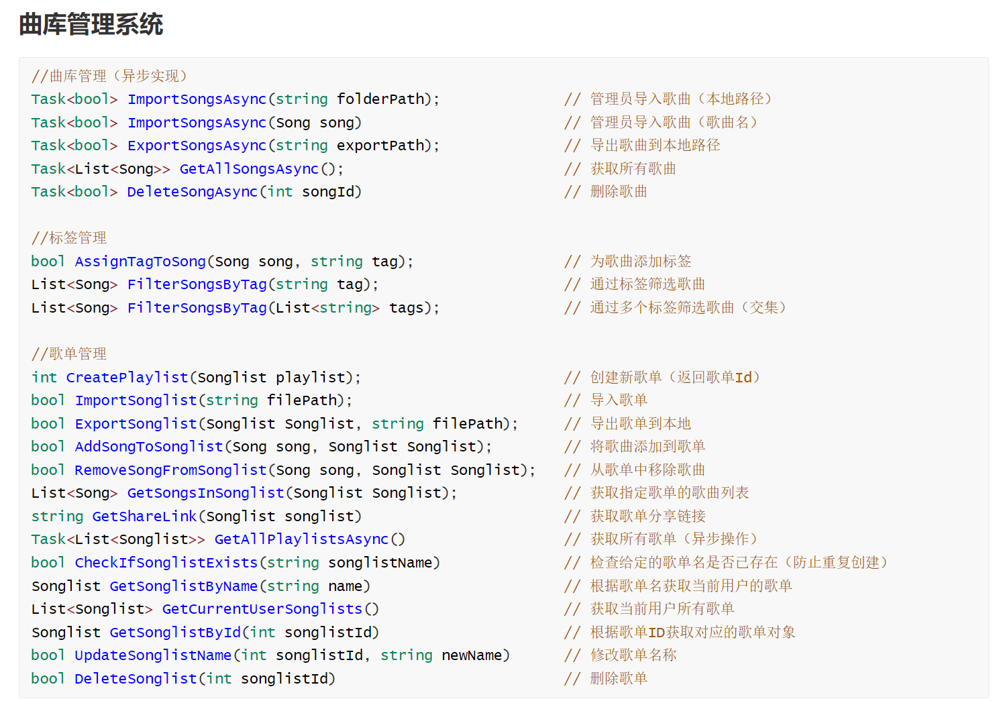 曲库管理系统
//曲库管理（异步实现）
Task<bool> ImportSongsAsync(string folderPath); // 管理员导入歌曲（本地路径）
Task<bool> ImportSongsAsync(Song song) // 管理员导入歌曲（歌曲名）
Task<bool> ExportSongsAsync(string exportPath); // 导出歌曲到本地路径
Task<List<Song>> GetAllSongsAsync(); // 获取所有歌曲
Task<bool> DeleteSongAsync(int songId) // 删除歌曲
//标签管理
bool AssignTagToSong(Song song, string tag); // 为歌曲添加标签
List<Song> FilterSongsByTag(string tag); // 通过标签筛选歌曲
List<Song> FilterSongsByTag(List<string> tags); // 通过多个标签筛选歌曲（交集）
//歌单管理
int CreatePlaylist(Songlist playlist); // 创建新歌单（返回歌单Id）
bool ImportSonglist(string filePath); // 导入歌单
bool ExportSonglist(Songlist Songlist, string filePath); // 导出歌单到本地
bool AddSongToSonglist(Song song, Songlist Songlist); // 将歌曲添加到歌单
bool RemoveSongFromSonglist(Song song, Songlist Songlist); // 从歌单中移除歌曲
List<Song> GetSongsInSonglist(Songlist Songlist); // 获取指定歌单的歌曲列表
string GetShareLink(Songlist songlist) // 获取歌单分享链接
Task<List<Songlist>> GetAllPlaylistsAsync() // 获取所有歌单（异步操作）
bool CheckIfSonglistExists(string songlistName) // 检查给定的歌单名是否已存在（防止重复创建）
Songlist GetSonglistByName(string name) // 根据歌单名获取当前用户的歌单
List<Songlist> GetCurrentUserSonglists() // 获取当前用户所有歌单
Songlist GetSonglistById(int songlistId) // 根据歌单ID获取对应的歌单对象
bool UpdateSonglistName(int songlistId, string newName) // 修改歌单名称
bool DeleteSonglist(int songlistId) // 删除歌单